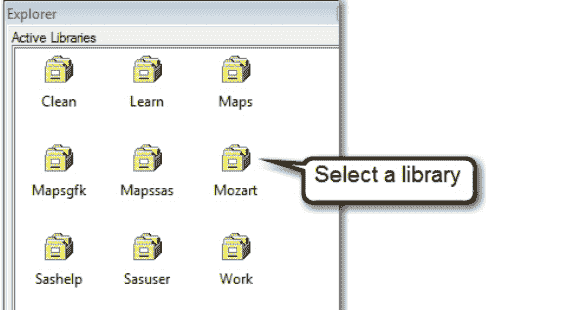 Explorer
Active Libraries
Clean Learn Maps
Mapsgfk Mapssas Mozart
Select a library
Sashelp Sasuser Work